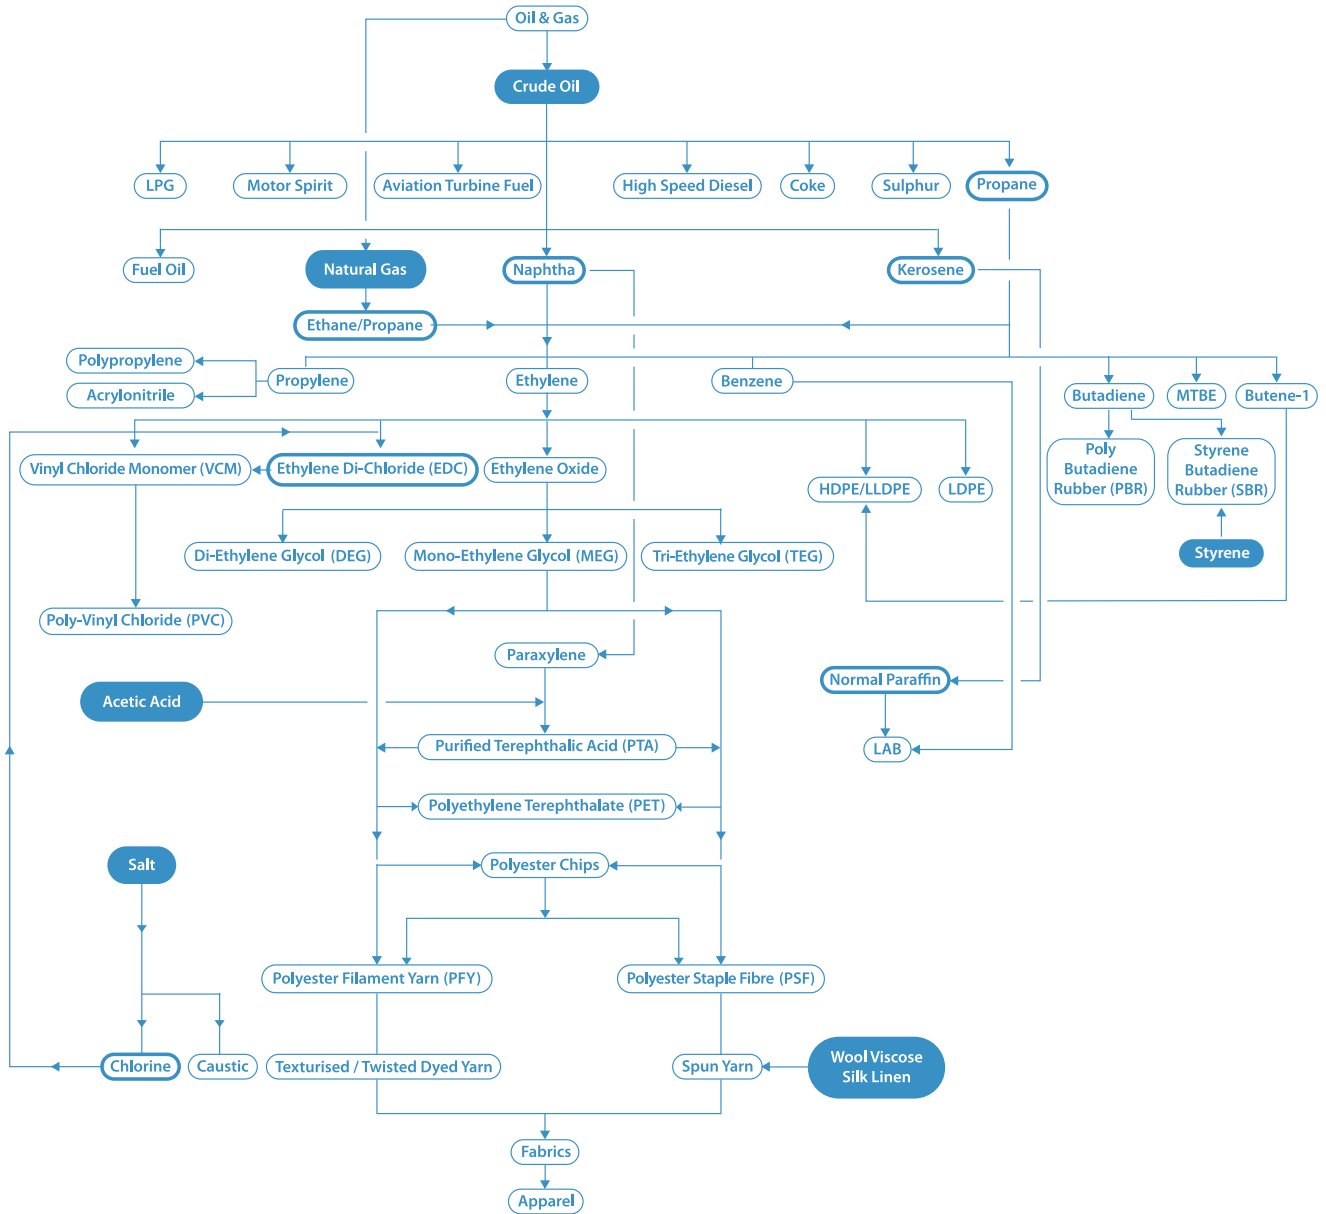 Oil & Gas
Crude Oil
LPG
Motor Spirit
Aviation Turbine Fuel
High Speed Diesel
Coke
Sulphur
Propane
Fuel Oil
Natural Gas
Naphtha
Kerosene
Ethane/Propane
Polypropylene
Propylene
Ethylene
Benzene
Acrylonitrile
Butadiene
MTBE
Butene-1
Vinyl Chloride Monomer (VCM)
Ethylene Di-Chloride (EDC)
Ethylene Oxide
HDPE/LLDPE
LDPE
Poly
Butadiene
Rubber (PBR)
Styrene
Butadiene
Rubber (SBR)
Di-Ethylene Glycol (DEG)
Mono-Ethylene Glycol (MEG)
Tri-Ethylene Glycol (TEG)
Styrene
Poly-Vinyl Chloride (PVC)
Paraxylene
Normal Paraffin
Acetic Acid
Purified Terephthalic Acid (PTA)
LAB
Polyethylene Terephthalate (PET)
Salt
Polyester Chips
Polyester Filament Yarn (PFY)
Polyester Staple Fibre (PSF)
Chlorine
Caustic
Texturised / Twisted Dyed Yarn
Spun Yarn
Wool Viscose
Silk Linen
Fabrics
Apparel